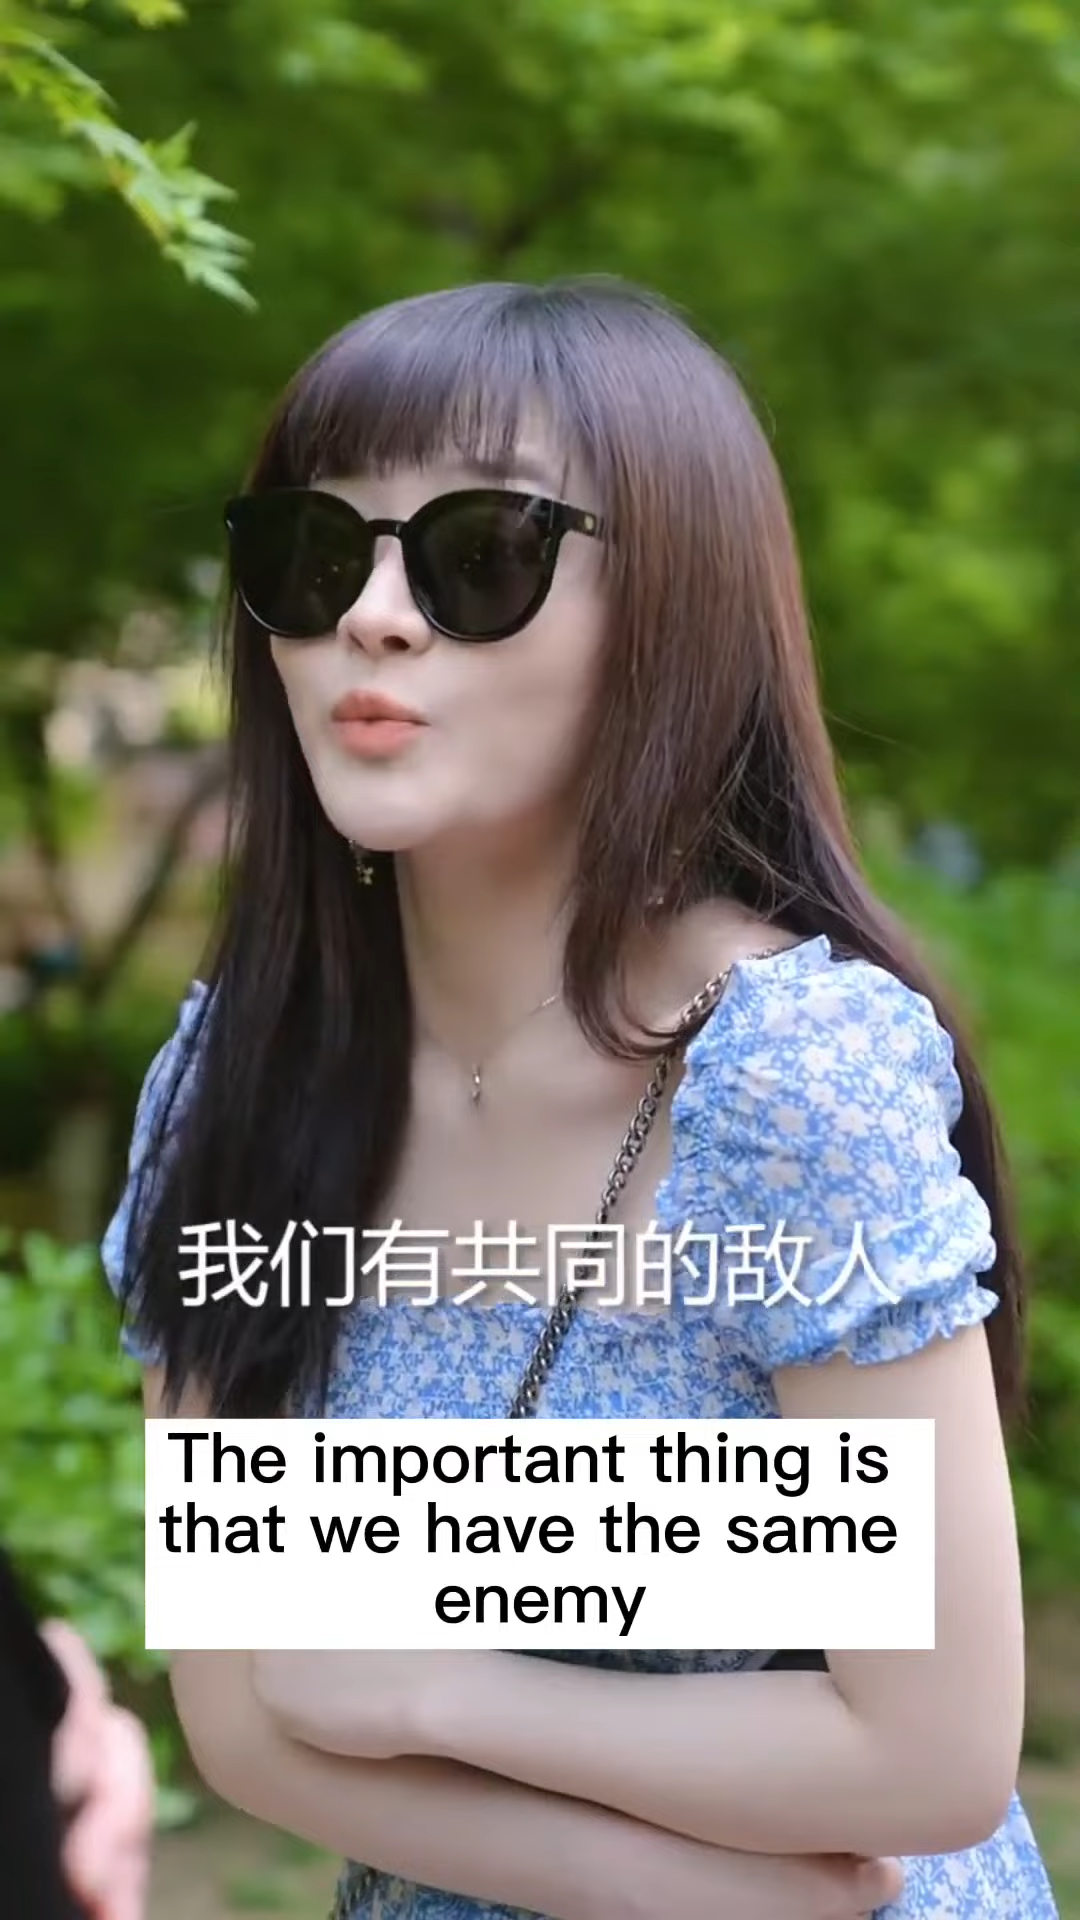 我们有共同的敌人
The important thing is
that we have the same
enemy